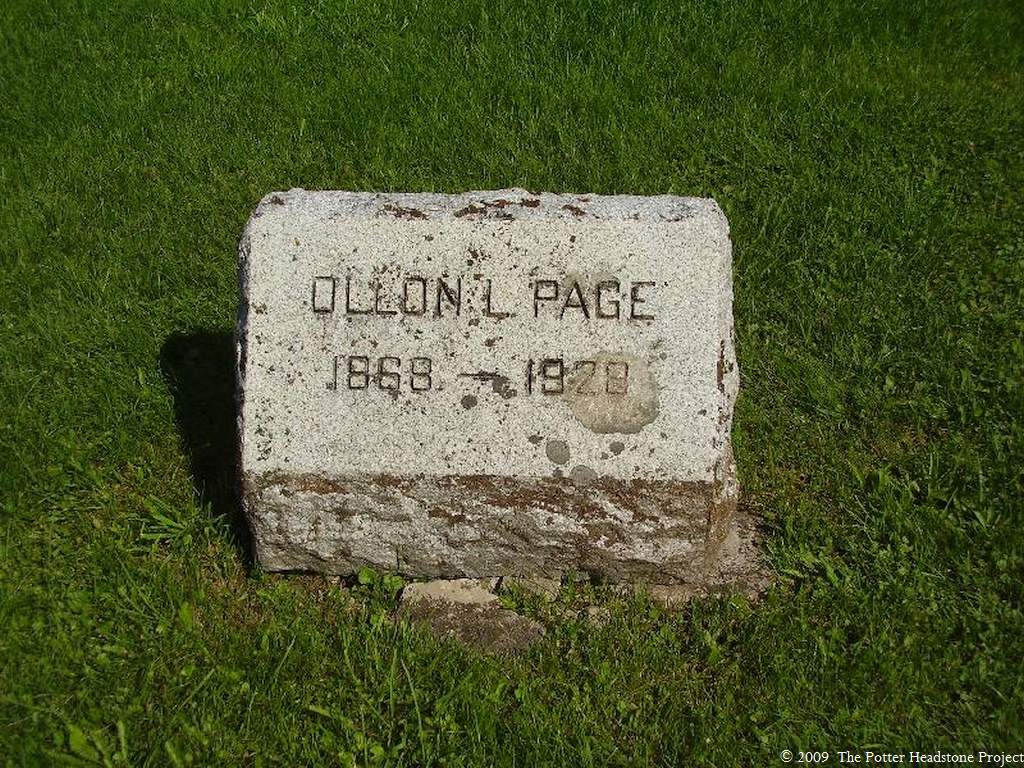 OLLON L PAGE
1868 — 1928
© 2009 The Potter Headstone Project